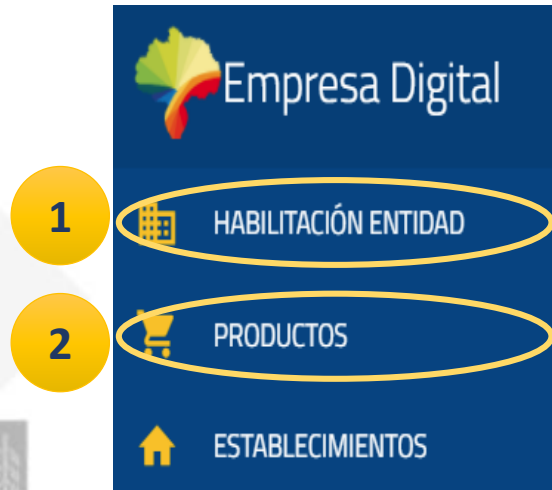 Empresa Digital
1
HABILITACIÓN ENTIDAD
2
PRODUCTOS
ESTABLECIMIENTOS